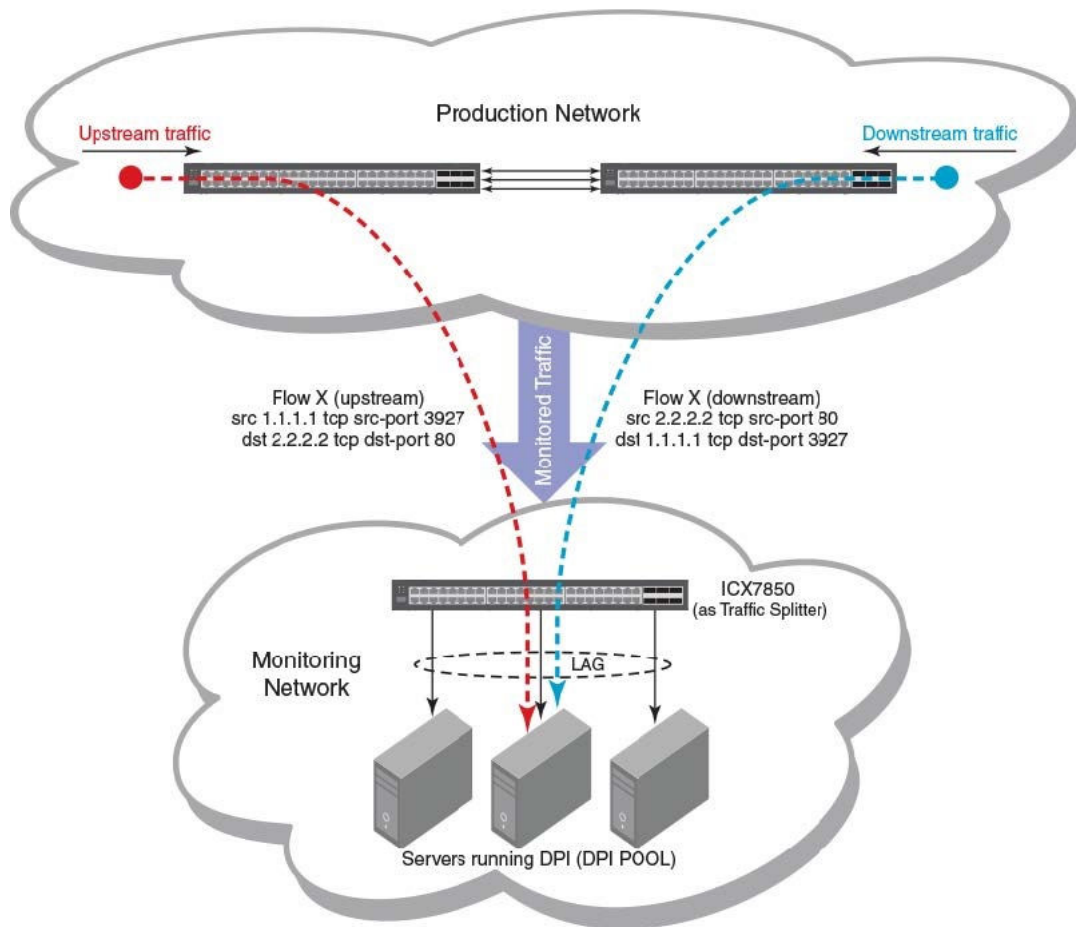 Production Network
Upstream traffic
Downstream traffic
Monitored Traffic
Flow X (upstream)
src 1.1.1.1 tcp src-port 3927
dst 2.2.2.2 tcp dst-port 80
Flow X (downstream)
src 2.2.2.2 tcp src-port 80
dst 1.1.1.1 tcp dst-port 3927
ICX7850
(as Traffic Splitter)
LAG
Monitoring
Network
Servers running DPI (DPI POOL)